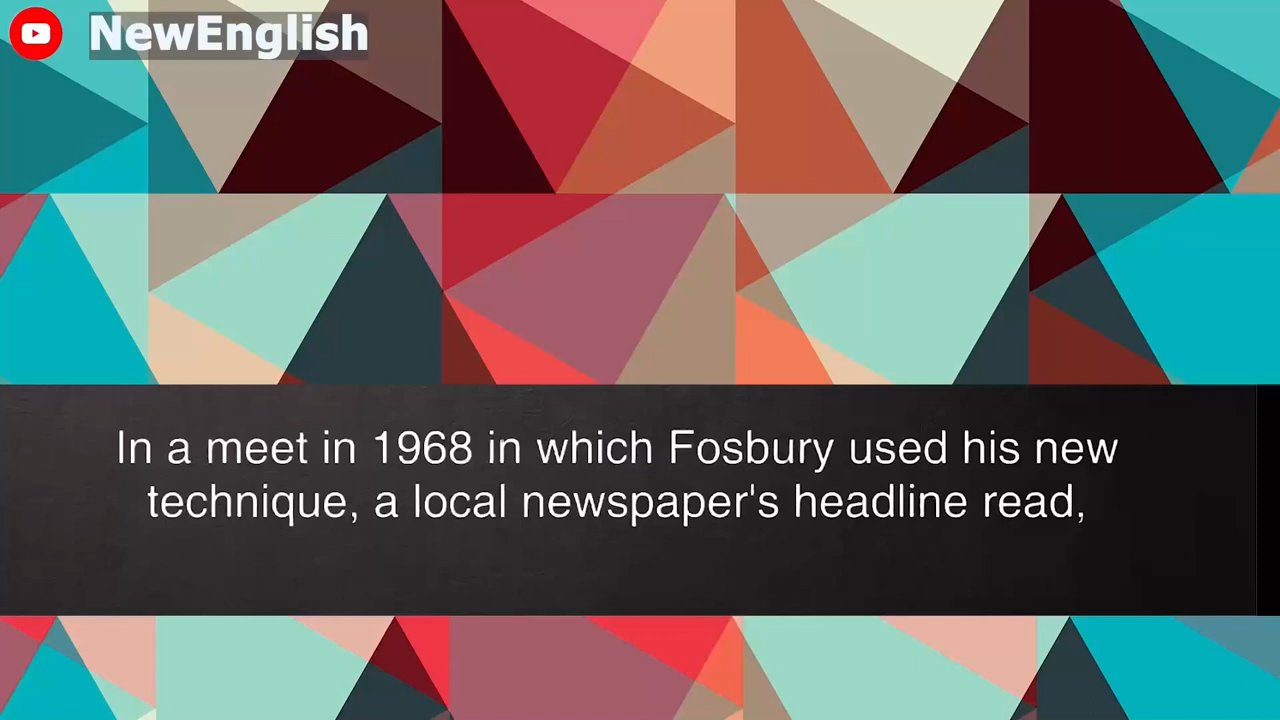 NewEnglish
In a meet in 1968 in which Fosbury used his new
technique, a local newspaper's headline read,